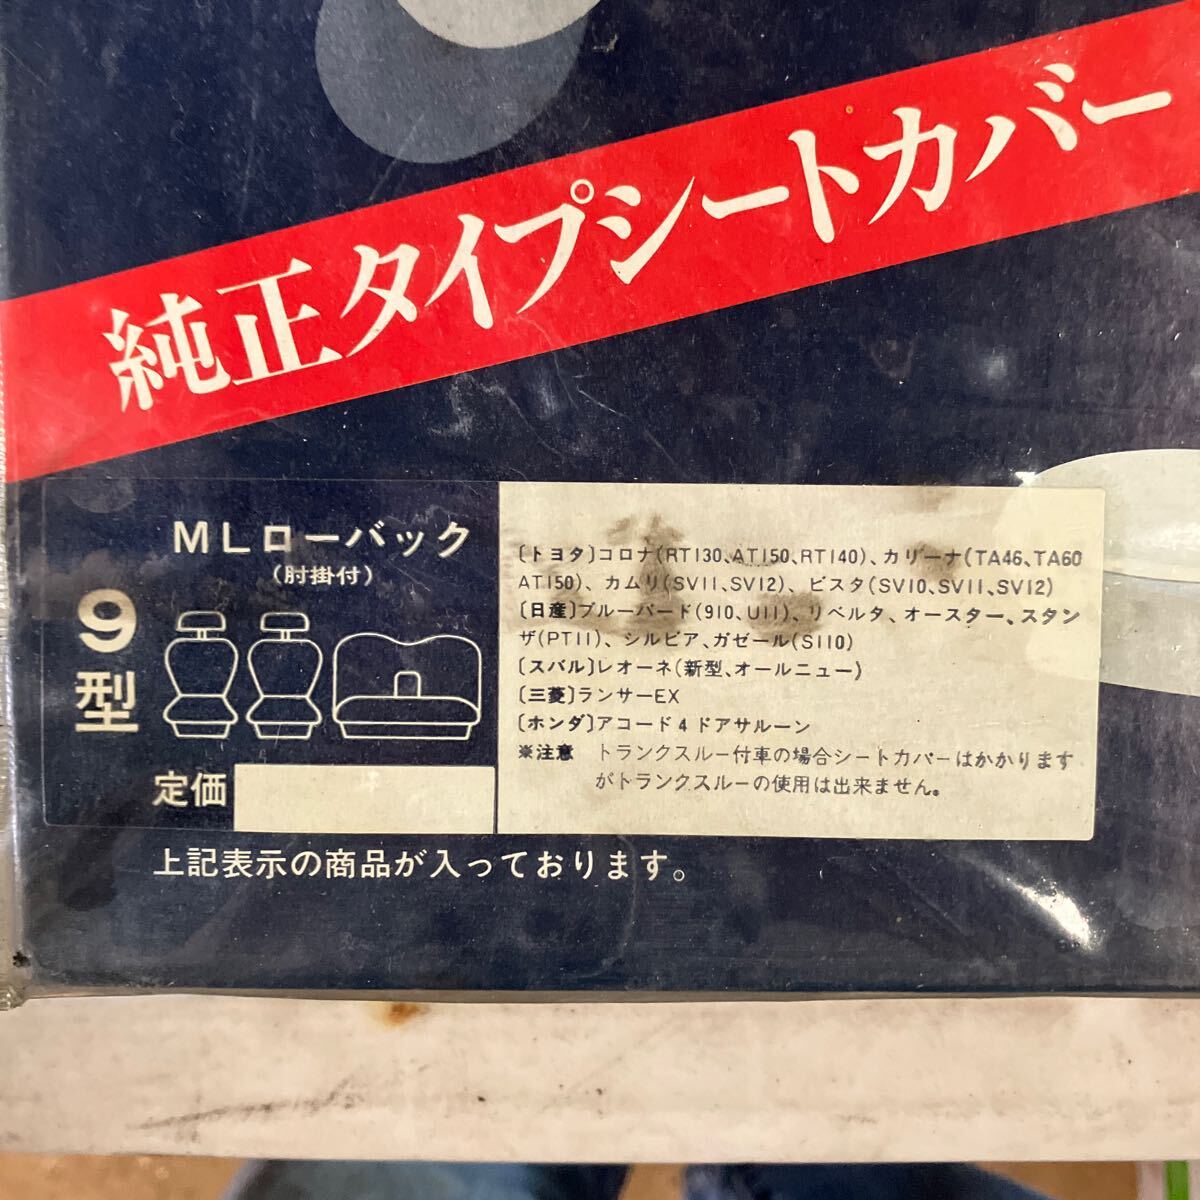 純正タイプシートカバー
9型
MLローバック
(肘掛付)
定価
〔トヨタ〕コロナ(RT130、AT150、RT140)、カリーナ(TA46、TA60
AT150)、カムリ(SV11、SV12)、ビスタ(SV10、SV11、SV12)
〔日産〕ブルーバード(910、U11)、リベルタ、オースター、スタン
ザ(PT11)、シルビア、ガゼール(S110)
〔スバル〕レオーネ(新型、オールニュー)
〔三菱〕ランサーEX
〔ホンダ〕アコード4ドアサルーン
※注意 トランクスルー付車の場合シートカバーはかかります
がトランクスルーの使用は出来ません。
上記表示の商品が入っております。